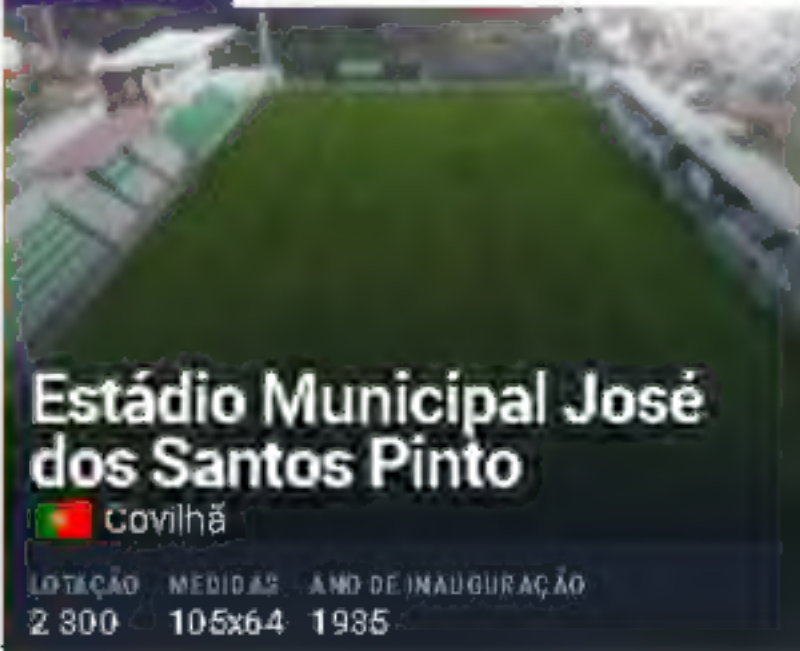 Estádio Municipal José
dos Santos Pinto
Covilhã
LOTAÇÃO MEDIDAS ANO DE INAUGURAÇÃO
2 300 105x64 1935